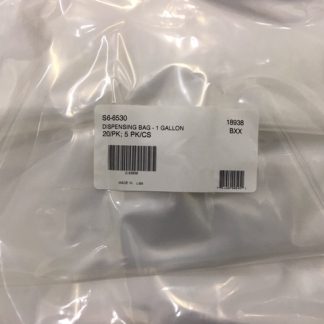 S6-6530
DISPENSING BAG - 1 GALLON
20/PK; 5 PK/CS
18938
BXX
MADE IN USA